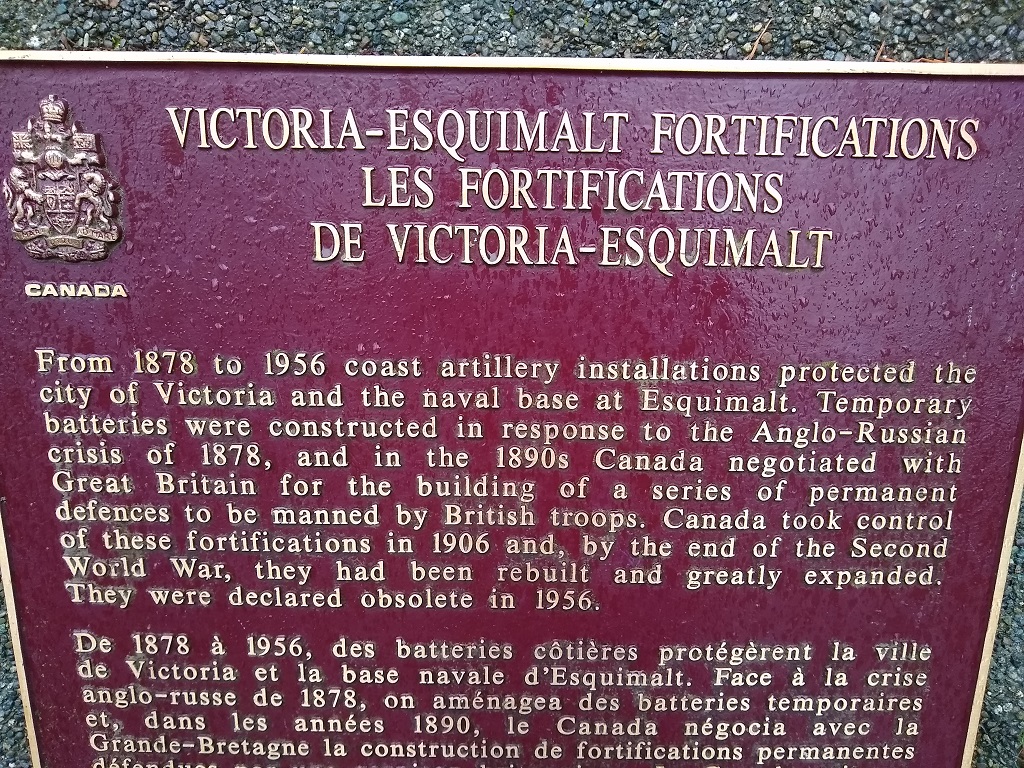 CANADA
VICTORIA-ESQUIMALT FORTIFICATIONS
LES FORTIFICATIONS
DE VICTORIA-ESQUIMALT
From 1878 to 1956 coast artillery installations protected the
city of Victoria and the naval base at Esquimalt. Temporary
batteries were constructed in response to the Anglo-Russian
crisis of 1878, and in the 1890s Canada negotiated with
Great Britain for the building of a series of permanent
defences to be manned by British troops. Canada took control
of these fortifications in 1906 and, by the end of the Second
World War, they had been rebuilt and greatly expanded.
They were declared obsolete in 1956.
De 1878 à 1956, des batteries côtières protégèrent la ville
de Victoria et la base navale d'Esquimalt. Face à la crise
anglo-russe de 1878, on aménagea des batteries temporaires
et, dans les années 1890, le Canada négocia avec la
Grande-Bretagne la construction de fortifications permanentes